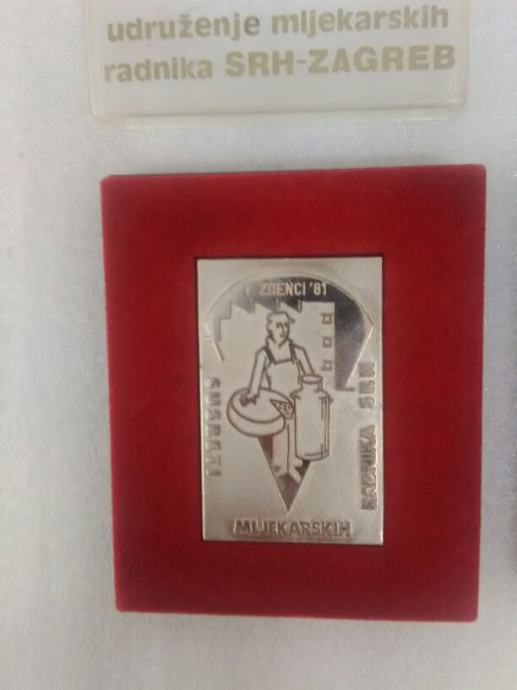 udruženje mljekarskih
radnika SRH-ZAGREB
V. ZDENCI '81
SUSRETI
MLJEKARSKIH
RADNIKA SRH